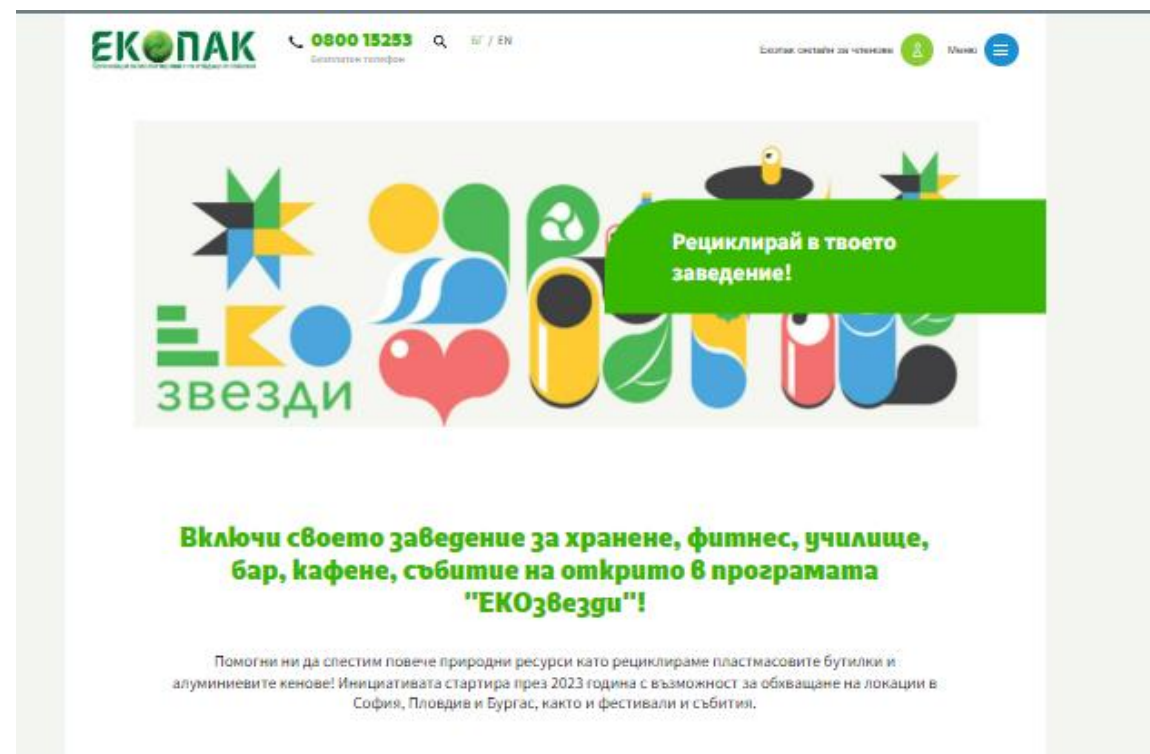 ЕКОПАК
0800 15253
БГ / EN
Безплатен телефон
Екопак онлайн за членове
Меню
Рециклирай в твоето
заведение!
ЕКО
звезди
Включи своето заведение за хранене, фитнес, училище,
бар, кафене, събитие на открито в програмата
"ЕКОзвезди"!
Помогни ни да спестим повече природни ресурси като рециклираме пластмасовите бутилки и
алуминиевите кенове! Инициативата стартира през 2023 година с възможност за обхващане на локации в
София, Пловдив и Бургас, както и фестивали и събития.